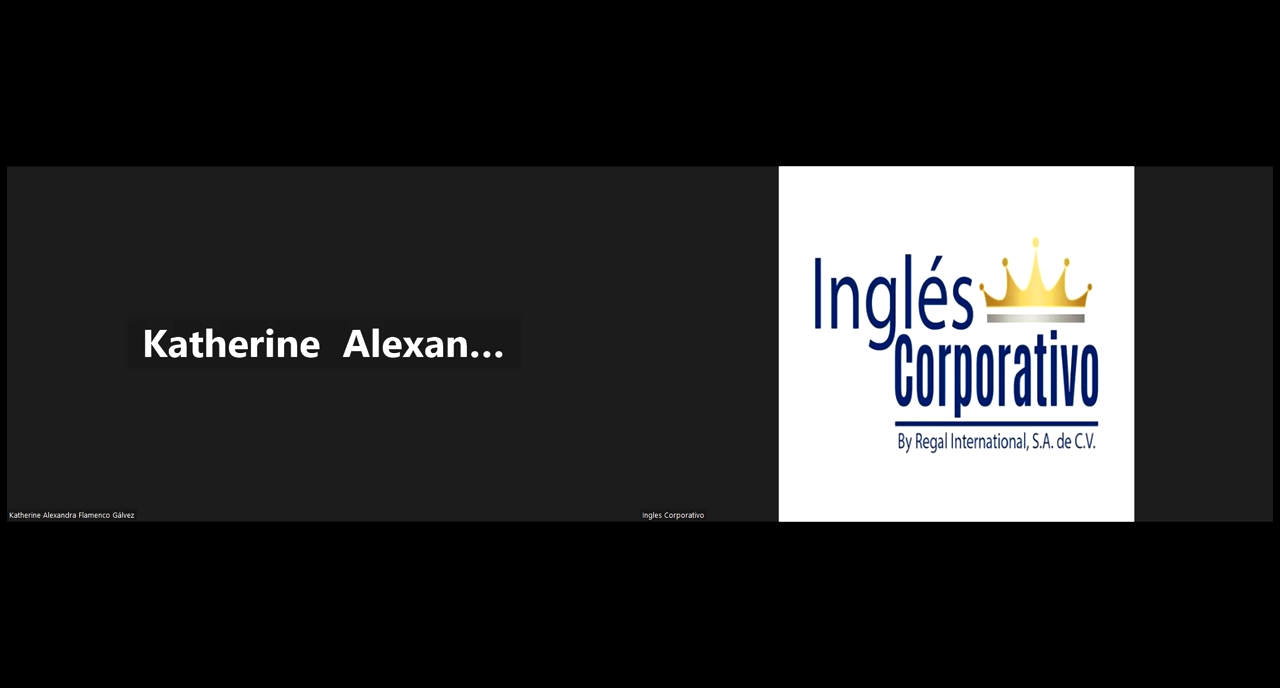 Katherine Alexan...
Katherine Alexandra Flamenco Gálvez
Inglés
Corporativo
By Regal International, S.A. de C.V.
Ingles Corporativo